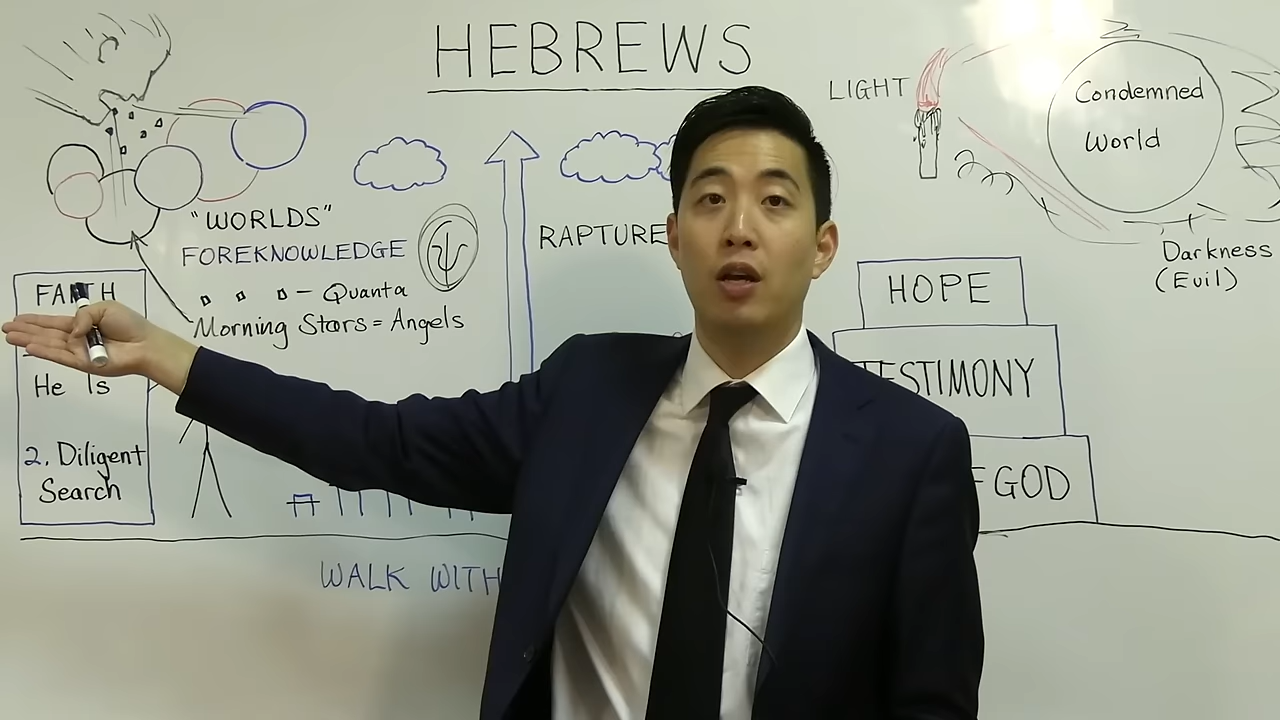 HEBREWS
LIGHT
Condemned
World
"WORLDS"
FOREKNOWLEDGE
Quanta
Morning Stars = Angels
RAPTURE
Darkness
(Evil)
FAITH
He Is
2. Diligent
Search
HOPE
TESTIMONY
GOD
WALK WITH